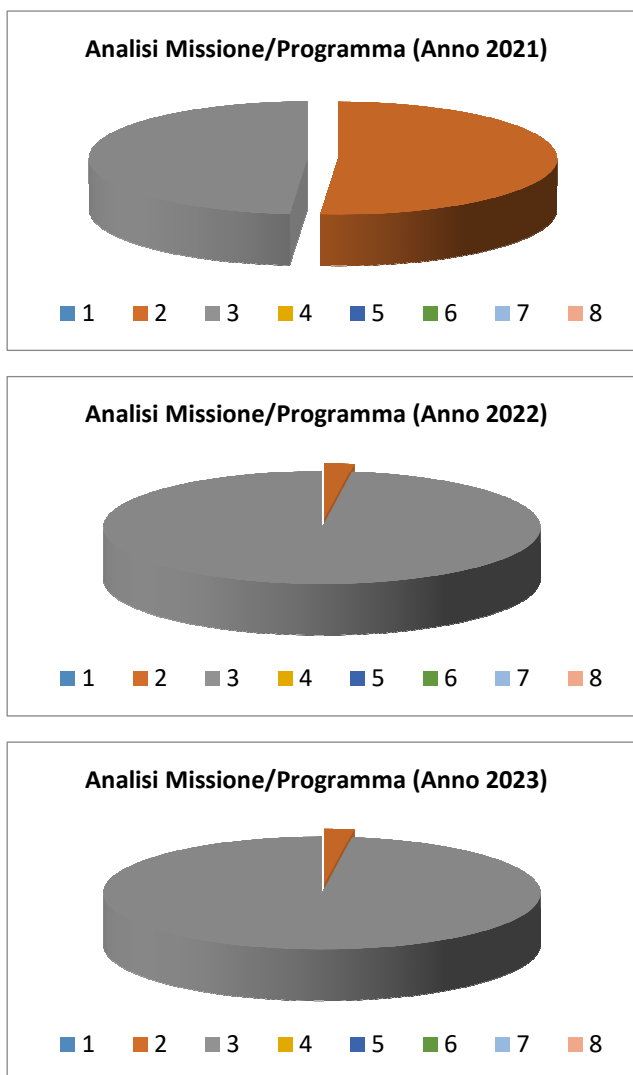 Analisi Missione/Programma (Anno 2021)
1 2 3 4 5 6 7 8
Analisi Missione/Programma (Anno 2022)
1 2 3 4 5 6 7 8
Analisi Missione/Programma (Anno 2023)
1 2 3 4 5 6 7 8